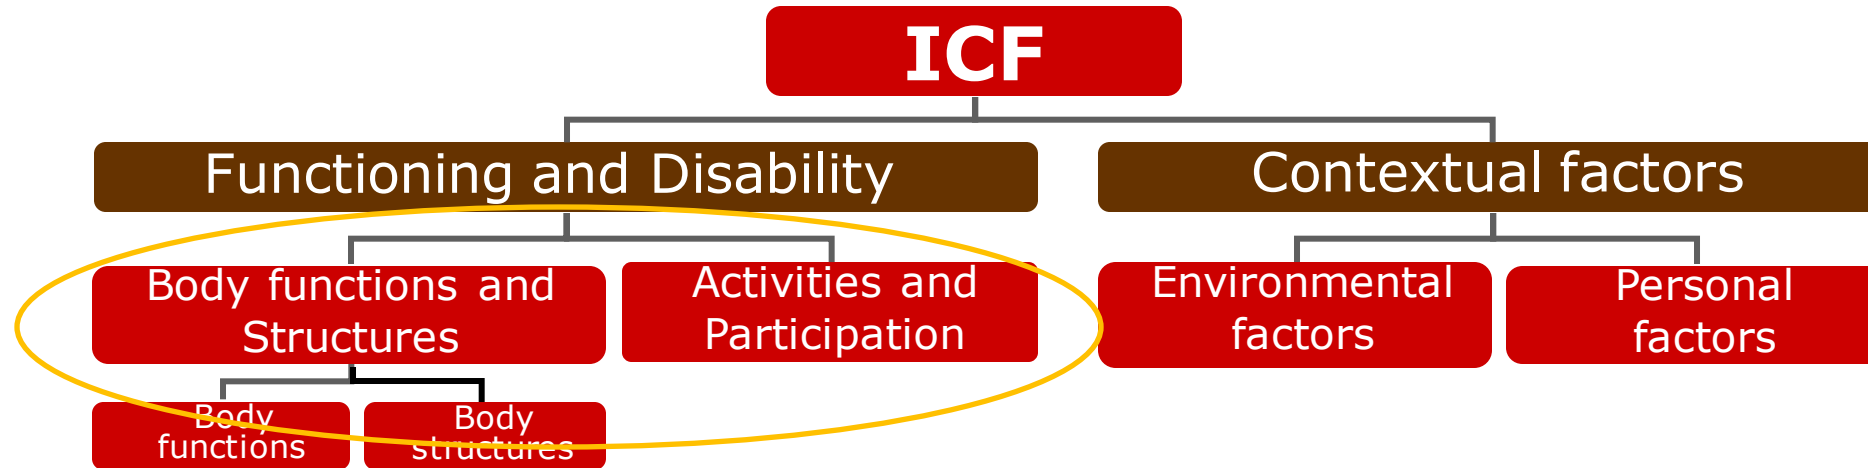 ICF
Functioning and Disability
Contextual factors
Body functions and
Structures
Activities and
Participation
Environmental
factors
Personal
factors
Body
functions
Body
structures